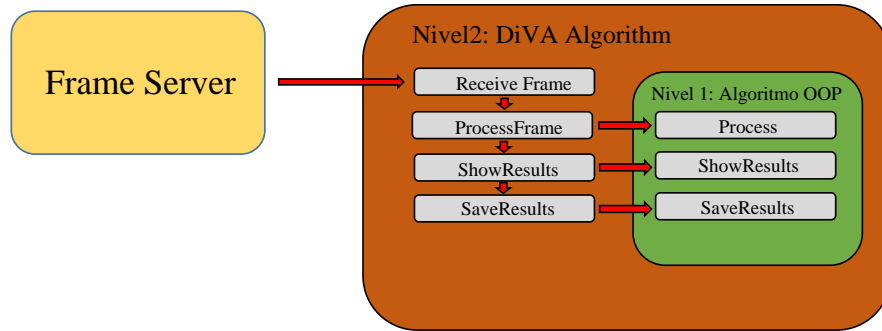 Frame Server
Nivel2: DiVA Algorithm
Receive Frame
ProcessFrame
ShowResults
SaveResults
Nivel 1: Algoritmo OOP
Process
ShowResults
SaveResults